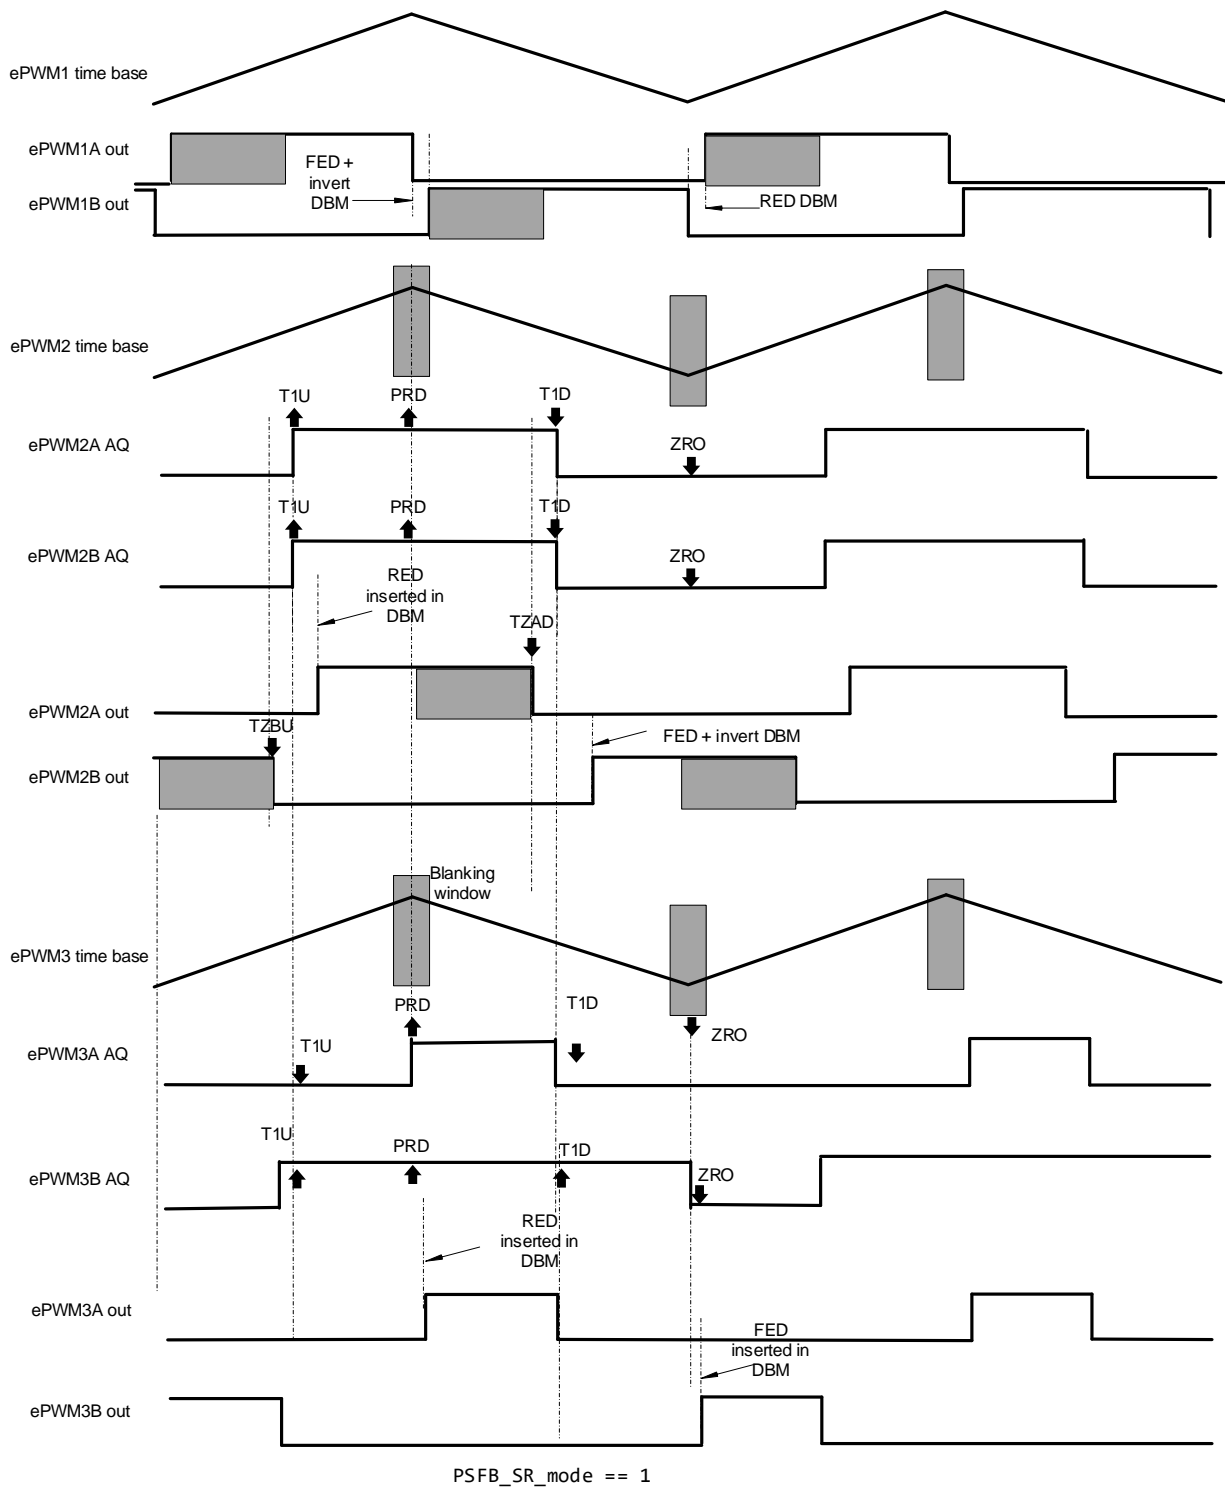 ePWM1 time base
ePWM1A out
FED +
invert
DBM
ePWM1B out
RED DBM
ePWM2 time base
T1U
PRD
T1D
ePWM2A AQ
ZRO
T1U
PRD
T1D
ePWM2B AQ
ZRO
RED
inserted in
DBM
TZAD
ePWM2A out
TZBU
FED + invert DBM
ePWM2B out
Blanking
window
ePWM3 time base
PRD
T1D
ZRO
T1U
ePWM3A AQ
T1U
PRD
T1D
ePWM3B AQ
ZRO
RED
inserted in
DBM
ePWM3A out
FED
inserted in
DBM
ePWM3B out
PSFB_SR_mode == 1